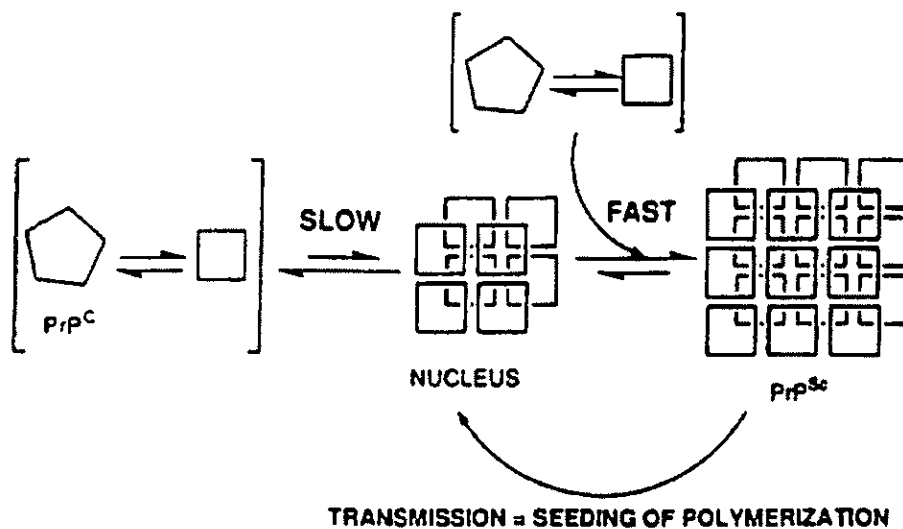 SLOW
FAST
PrP^C
NUCLEUS
PrP^Sc
TRANSMISSION = SEEDING OF POLYMERIZATION